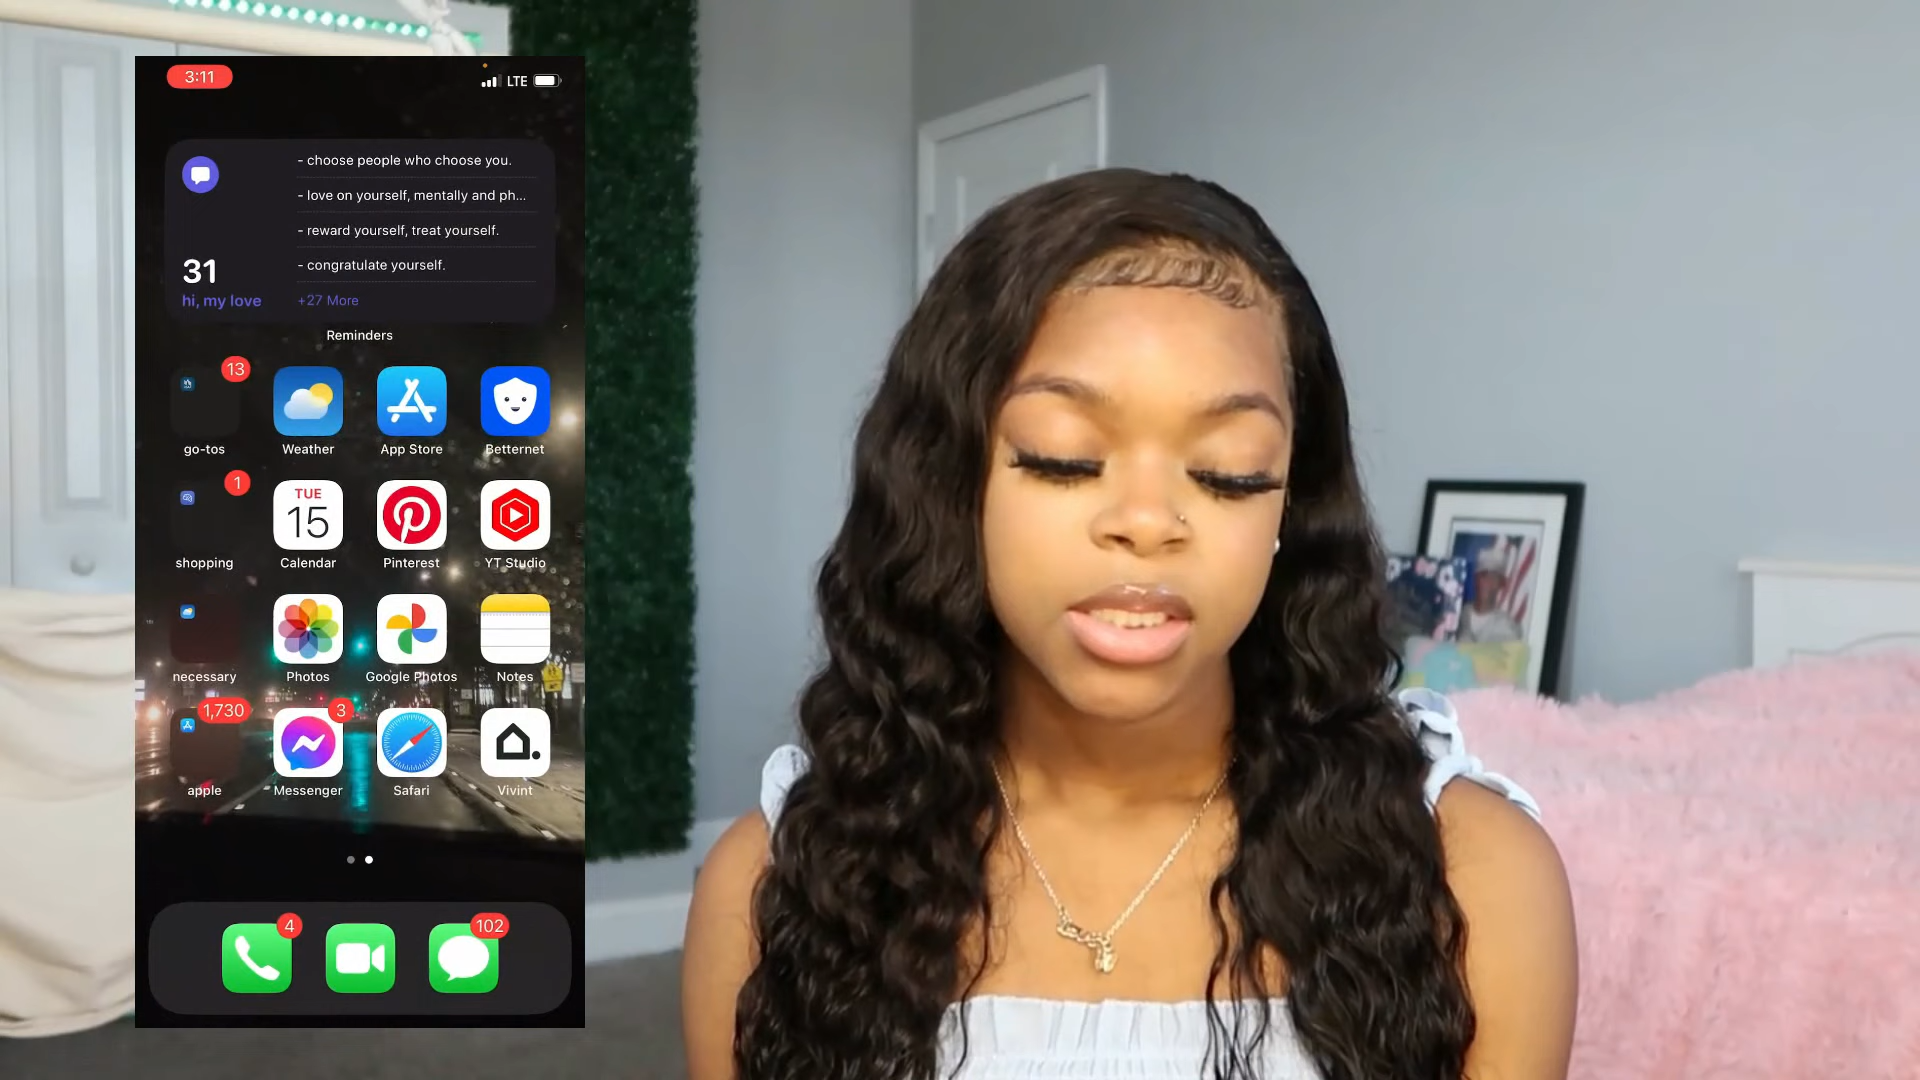 3:11
LTE
- choose people who choose you.
- love on yourself, mentally and ph...
- reward yourself, treat yourself.
- congratulate yourself.
31
hi, my love
+27 More
Reminders
13
go-tos
Weather
App Store
Betternet
1
shopping
TUE
15
Calendar
Pinterest
YT Studio
necessary
Photos
Google Photos
Notes
1,730
apple
3
Messenger
Safari
Vivint
4
102